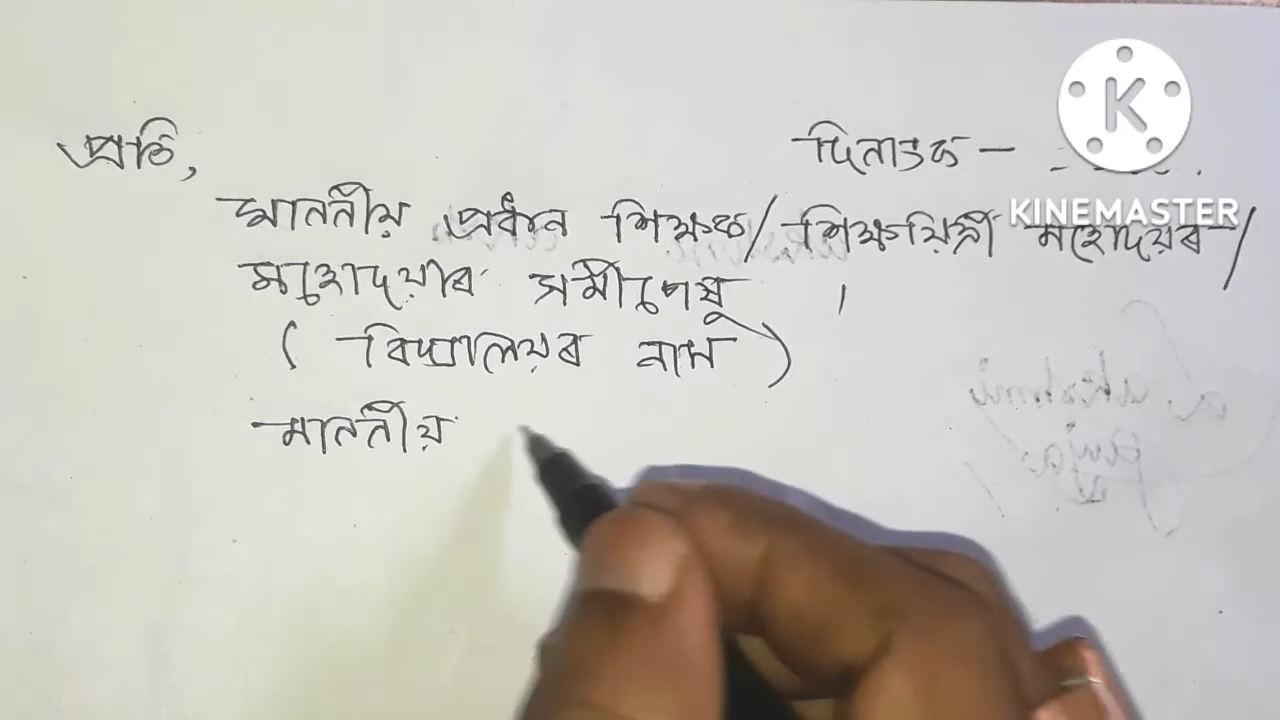 প্ৰতি, দিনাংক –
মাননীয় প্ৰধান শিক্ষক/ শিক্ষয়িত্ৰী মহোদয়ৰ/
মহোদয়াৰ সমীপেষু
( বিদ্যালয়ৰ নাম )
মাননীয়
KINEMASTER